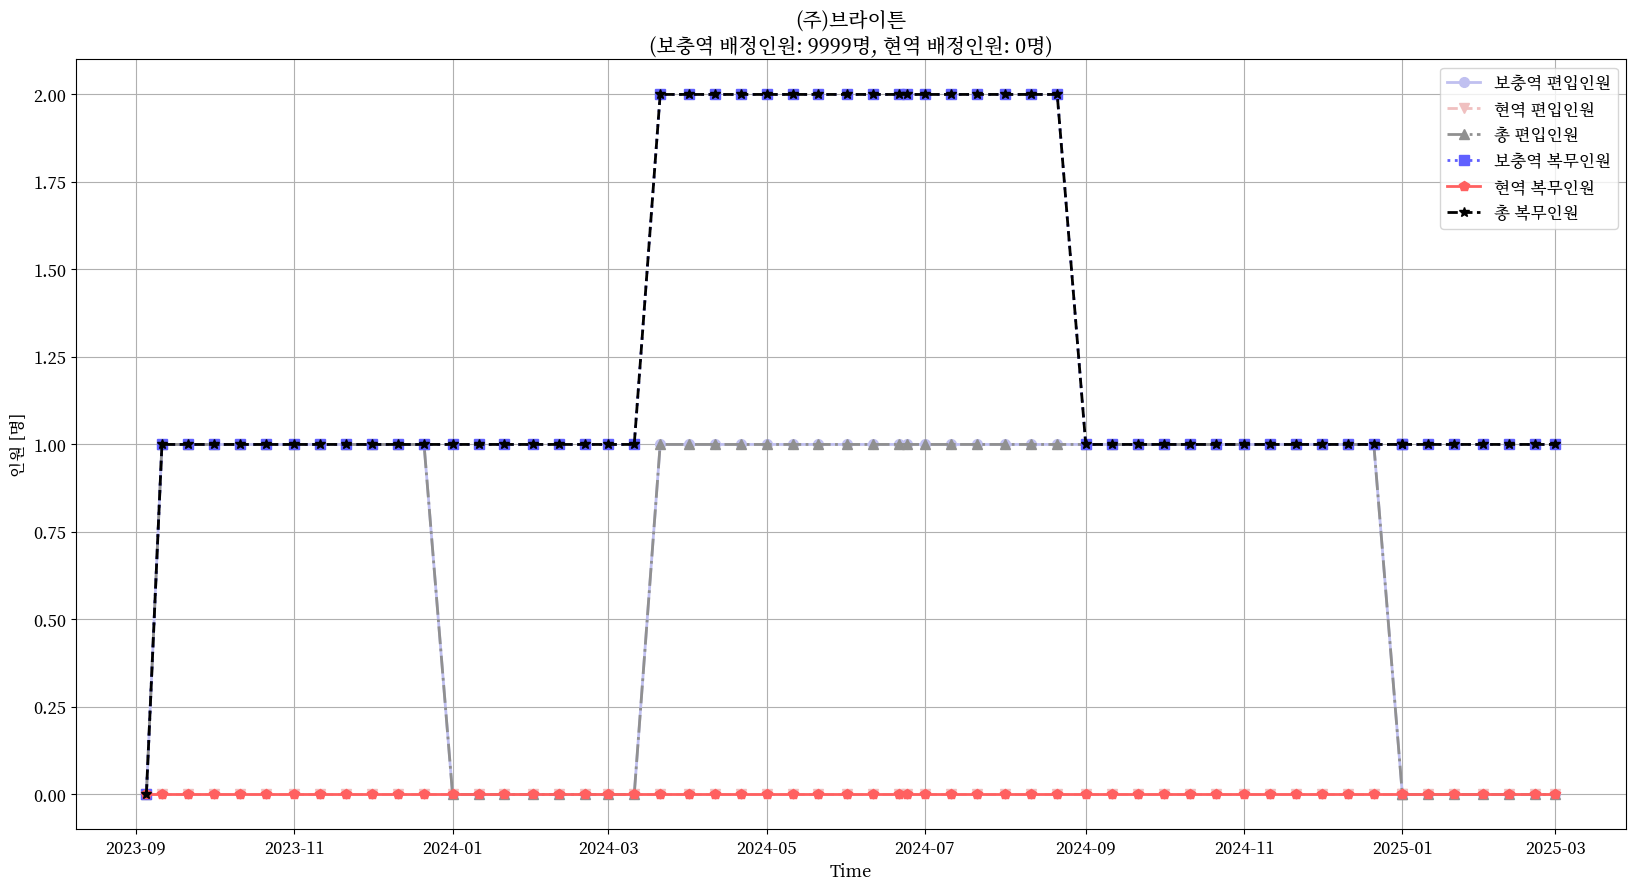 (주)브라이튼
(보충역 배정인원: 9999명, 현역 배정인원: 0명)
보충역 편입인원
현역 편입인원
총 편입인원
보충역 복무인원
현역 복무인원
총 복무인원
인원 [명]
2.00
1.75
1.50
1.25
1.00
0.75
0.50
0.25
0.00
2023-09
2023-11
2024-01
2024-03
2024-05
2024-07
2024-09
2024-11
2025-01
2025-03
Time